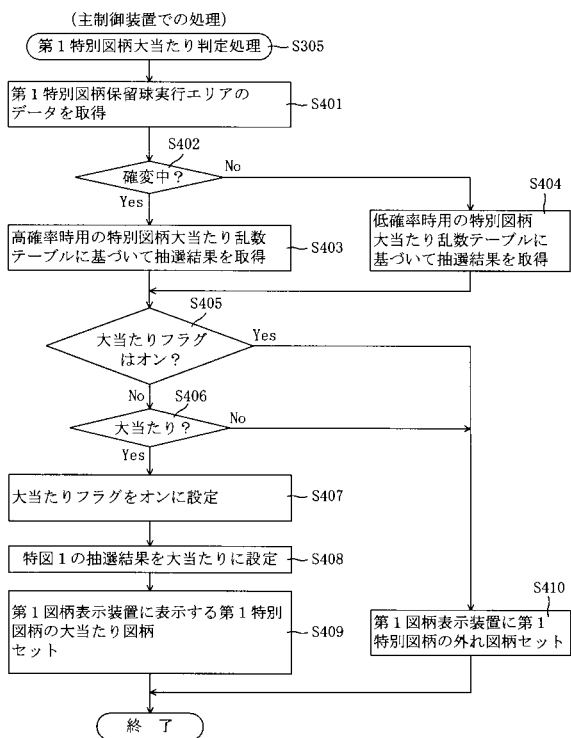 (主制御装置での処理)
第１特別図柄大当たり判定処理
S305
第１特別図柄保留球実行エリアの
データを取得
S401
S402
確変中？
No
Yes
S404
高確率時用の特別図柄大当たり乱数
テーブルに基づいて抽選結果を取得
S403
低確率時用の特別図柄
大当たり乱数テーブルに
基づいて抽選結果を取得
S405
大当たりフラグ
はオン？
Yes
No
S406
大当たり？
No
Yes
大当たりフラグをオンに設定
S407
特図１の抽選結果を大当たりに設定
S408
S410
第１図柄表示装置に表示する第１特別
図柄の大当たり図柄
セット
S409
第１図柄表示装置に第１
特別図柄の外れ図柄セット
終 了